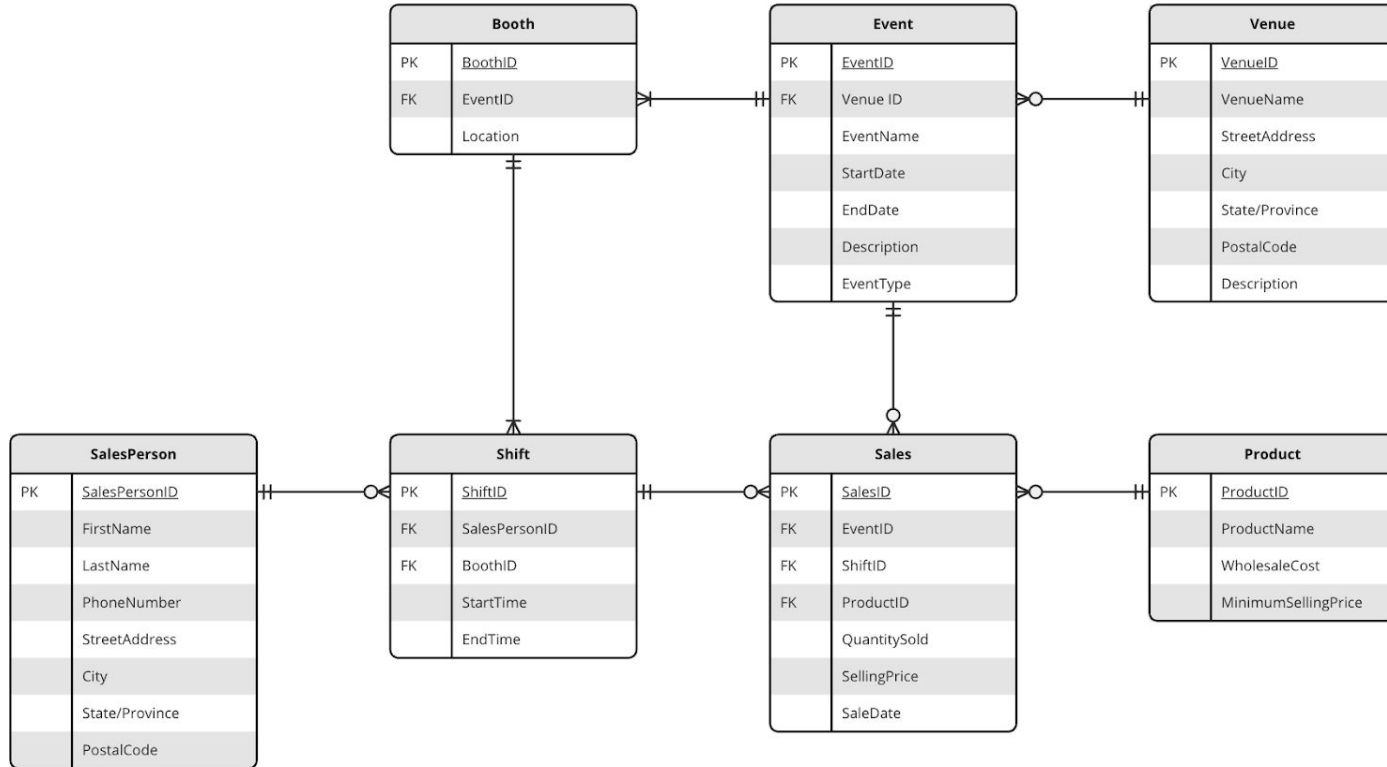 Booth
PK BoothID
FK EventID
Location
Event
PK EventID
FK Venue ID
EventName
StartDate
EndDate
Description
EventType
Venue
PK VenueID
VenueName
StreetAddress
City
State/Province
PostalCode
Description
SalesPerson
PK SalesPersonID
FirstName
LastName
PhoneNumber
StreetAddress
City
State/Province
PostalCode
Shift
PK ShiftID
FK SalesPersonID
FK BoothID
StartTime
EndTime
Sales
PK SalesID
FK EventID
FK ShiftID
FK ProductID
QuantitySold
SellingPrice
SaleDate
Product
PK ProductID
ProductName
WholesaleCost
MinimumSellingPrice